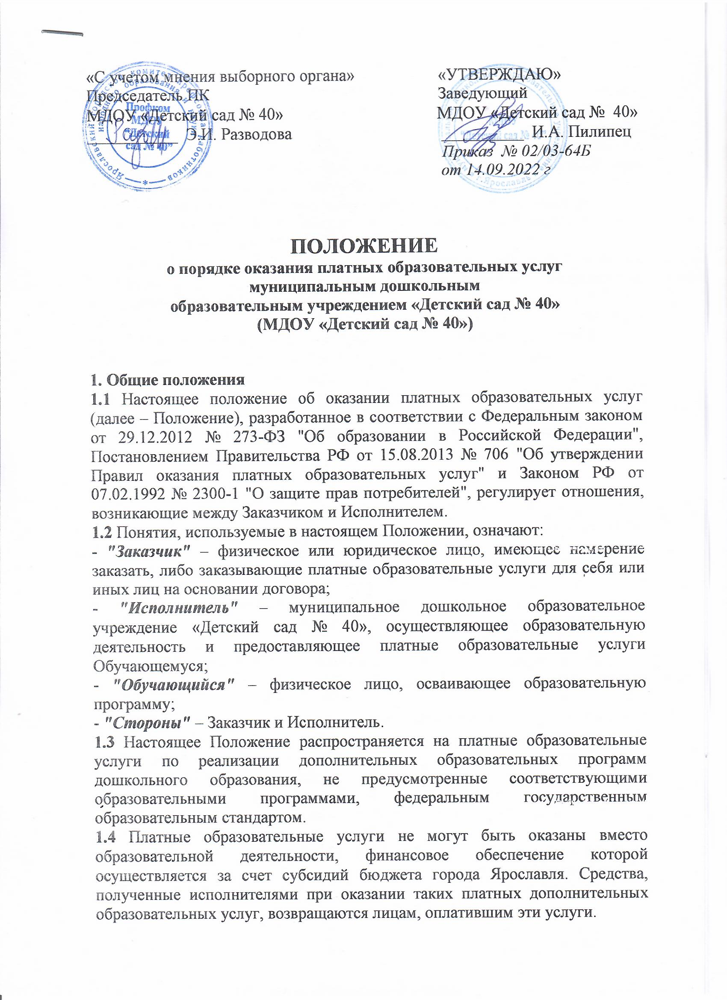 «С учетом мнения выборного органа»
Председатель ПК
МДОУ «Детский сад № 40»
Э.И. Разводова
Профком
МДОУ
“Детский
сад № 40”
Ярославский городской комитет профсоюза работников
народного образования и науки
«УТВЕРЖДАЮ»
Заведующий
МДОУ «Детский сад № 40»
И.А. Пилипец
Приказ № 02/03-64Б
от 14.09.2022 г
г.Ярославль
ПОЛОЖЕНИЕ
о порядке оказания платных образовательных услуг
муниципальным дошкольным
образовательным учреждением «Детский сад № 40»
(МДОУ «Детский сад № 40»)
1. Общие положения
1.1 Настоящее положение об оказании платных образовательных услуг
(далее – Положение), разработанное в соответствии с Федеральным законом
от 29.12.2012 № 273-ФЗ "Об образовании в Российской Федерации",
Постановлением Правительства РФ от 15.08.2013 № 706 "Об утверждении
Правил оказания платных образовательных услуг" и Законом РФ от
07.02.1992 № 2300-1 "О защите прав потребителей", регулирует отношения,
возникающие между Заказчиком и Исполнителем.
1.2 Понятия, используемые в настоящем Положении, означают:
- "Заказчик" – физическое или юридическое лицо, имеющее намерение
заказать, либо заказывающие платные образовательные услуги для себя или
иных лиц на основании договора;
- "Исполнитель" – муниципальное дошкольное образовательное
учреждение «Детский сад № 40», осуществляющее образовательную
деятельность и предоставляющее платные образовательные услуги
Обучающемуся;
- "Обучающийся" – физическое лицо, осваивающее образовательную
программу;
- "Стороны" – Заказчик и Исполнитель.
1.3 Настоящее Положение распространяется на платные образовательные
услуги по реализации дополнительных образовательных программ
дошкольного образования, не предусмотренные соответствующими
образовательными программами, федеральным государственным
образовательным стандартом.
1.4 Платные образовательные услуги не могут быть оказаны вместо
образовательной деятельности, финансовое обеспечение которой
осуществляется за счет субсидий бюджета города Ярославля. Средства,
полученные исполнителями при оказании таких платных дополнительных
образовательных услуг, возвращаются лицам, оплатившим эти услуги.